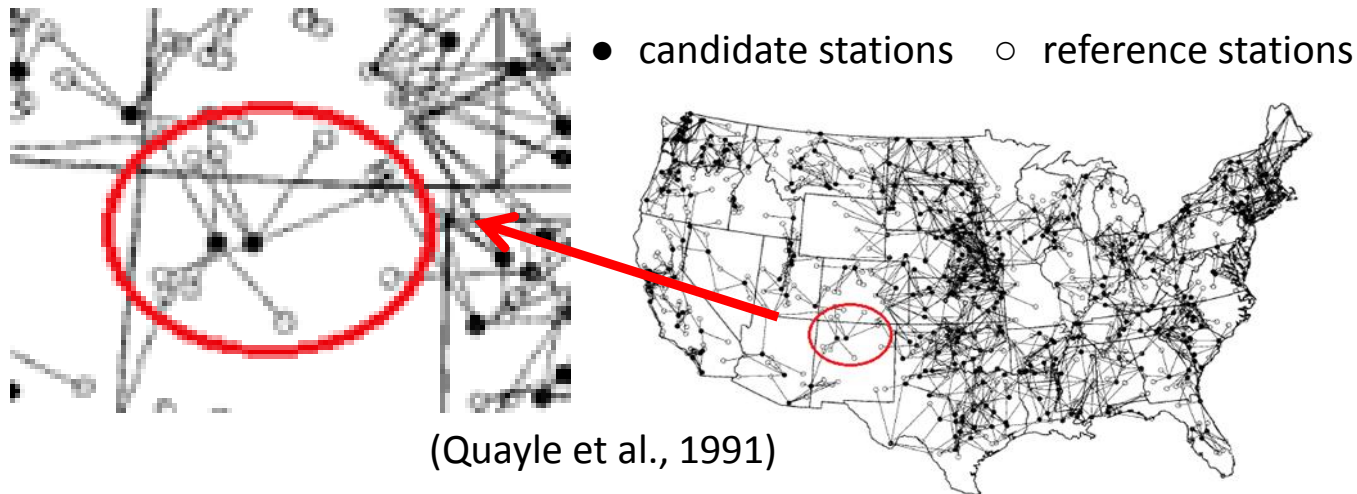 ● candidate stations ○ reference stations
(Quayle et al., 1991)